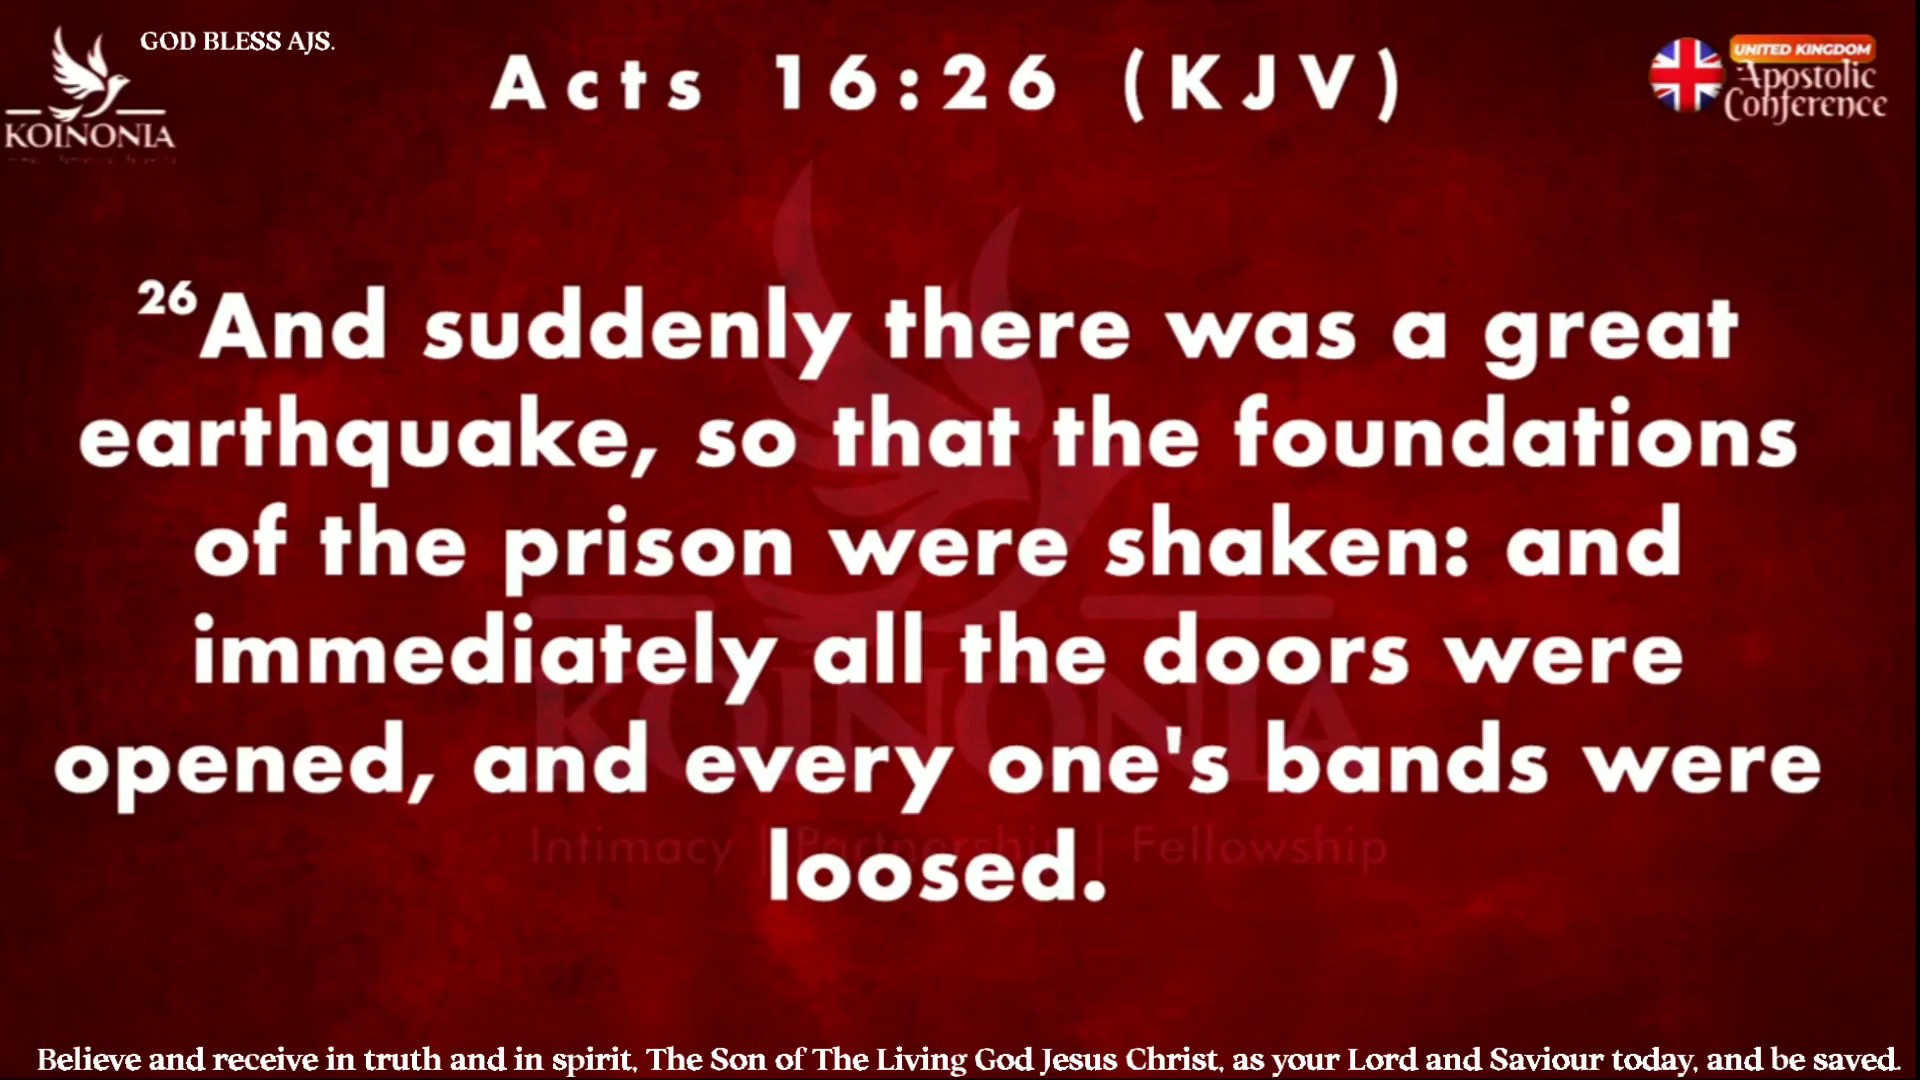 GOD BLESS AJS.
KOINONIA
Acts 16:26 (KJV)
UNITED KINGDOM
Apostolic
Conference
26And suddenly there was a great
earthquake, so that the foundations
of the prison were shaken: and
immediately all the doors were
opened, and every one's bands were
loosed.
KOINONIA
Intimacy | Partnership | Fellowship
Believe and receive in truth and in spirit, The Son of The Living God Jesus Christ, as your Lord and Saviour today, and be saved.